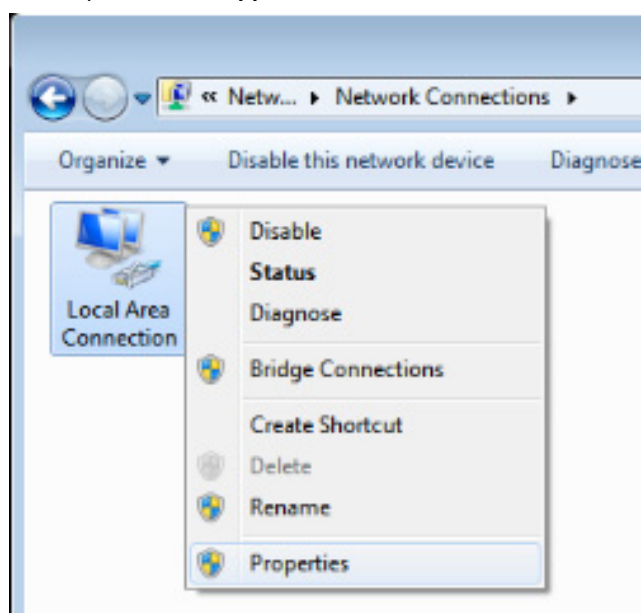 « Netw... ▸ Network Connections ▸
Organize ▾ Disable this network device Diagnose
Local Area
Connection
Disable
Status
Diagnose
Bridge Connections
Create Shortcut
Delete
Rename
Properties